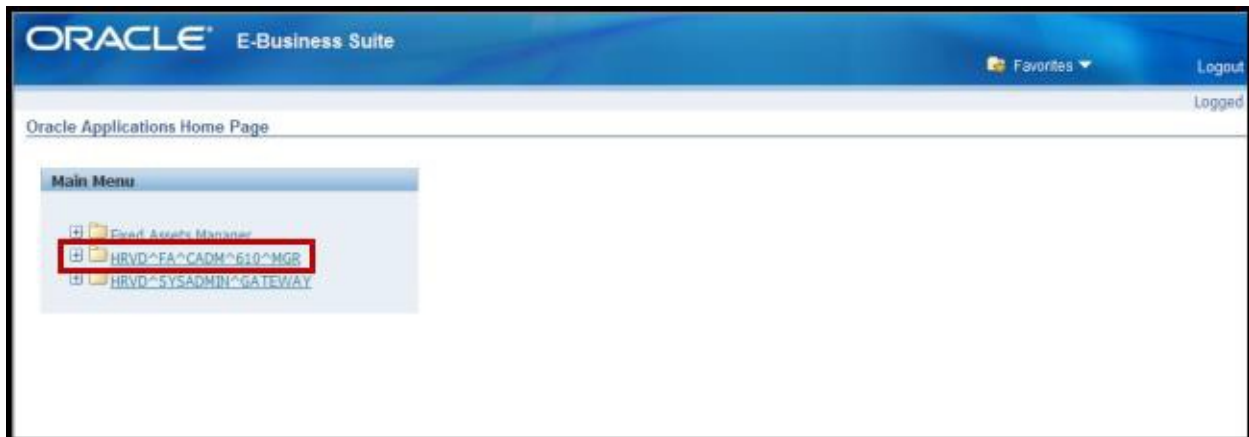 ORACLE E-Business Suite
Favorites
Logout
Logged
Oracle Applications Home Page
Main Menu
Fixed Assets Manager
HRVD^FA^CADM^610^MGR
HRVD^SYSADMIN^GATEWAY